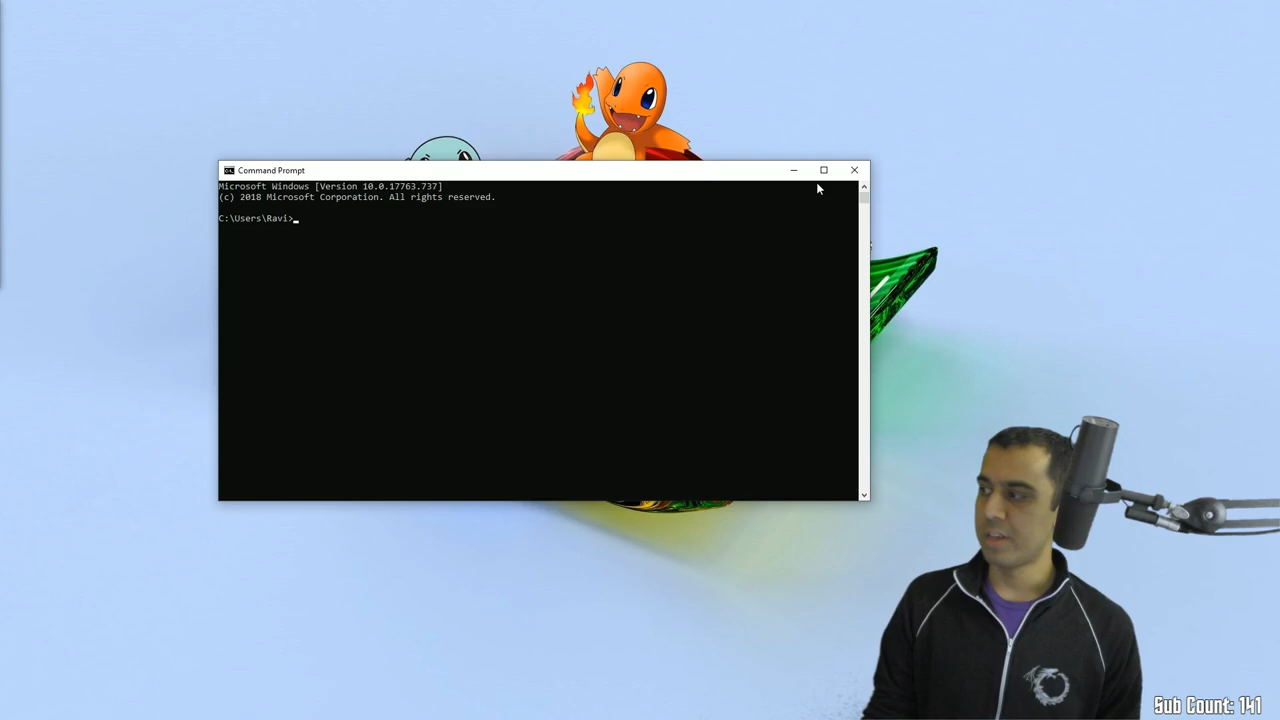 Command Prompt
Microsoft Windows [Version 10.0.17763.737]
(c) 2018 Microsoft Corporation. All rights reserved.
C:\Users\Ravi>
Sub Count: 141